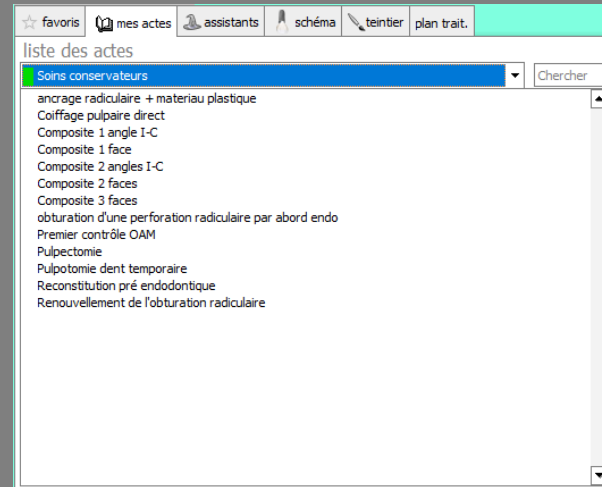 favoris mes actes assistants schéma teintier plan trait.
liste des actes
Soins conservateurs Chercher
ancrage radiculaire + materiau plastique
Coiffage pulpaire direct
Composite 1 angle I-C
Composite 1 face
Composite 2 angles I-C
Composite 2 faces
Composite 3 faces
obturation d'une perforation radiculaire par abord endo
Premier contrôle OAM
Pulpectomie
Pulpotomie dent temporaire
Reconstitution pré endodontique
Renouvellement de l'obturation radiculaire